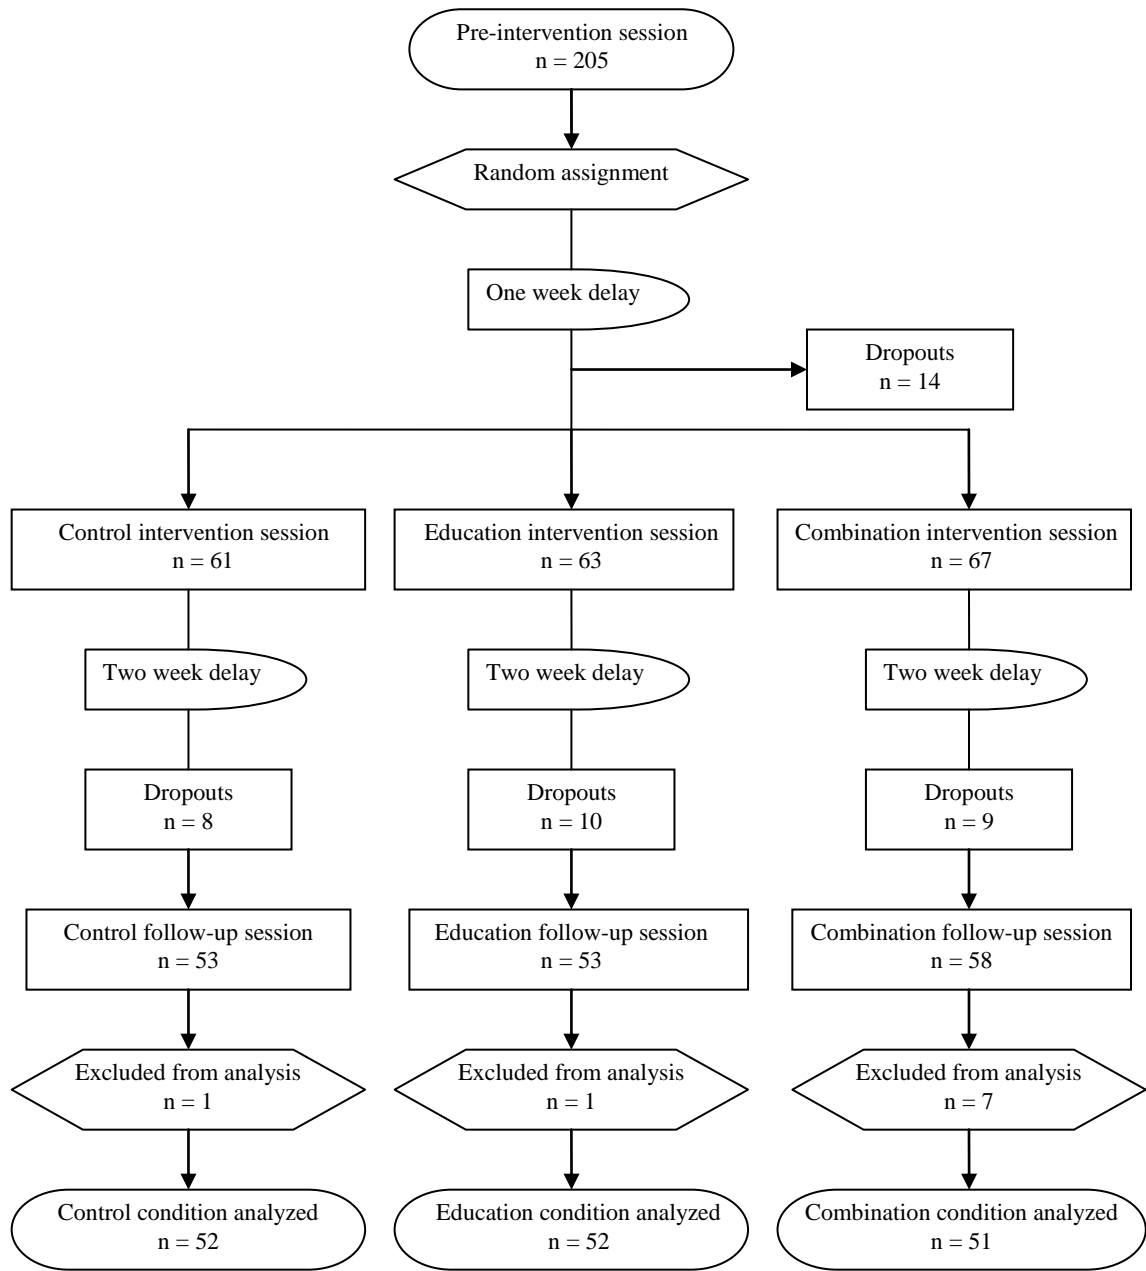 Pre-intervention session
n = 205
Random assignment
One week delay
Dropouts
n = 14
Control intervention session
n = 61
Education intervention session
n = 63
Combination intervention session
n = 67
Two week delay
Two week delay
Two week delay
Dropouts
n = 8
Dropouts
n = 10
Dropouts
n = 9
Control follow-up session
n = 53
Education follow-up session
n = 53
Combination follow-up session
n = 58
Excluded from analysis
n = 1
Excluded from analysis
n = 1
Excluded from analysis
n = 7
Control condition analyzed
n = 52
Education condition analyzed
n = 52
Combination condition analyzed
n = 51